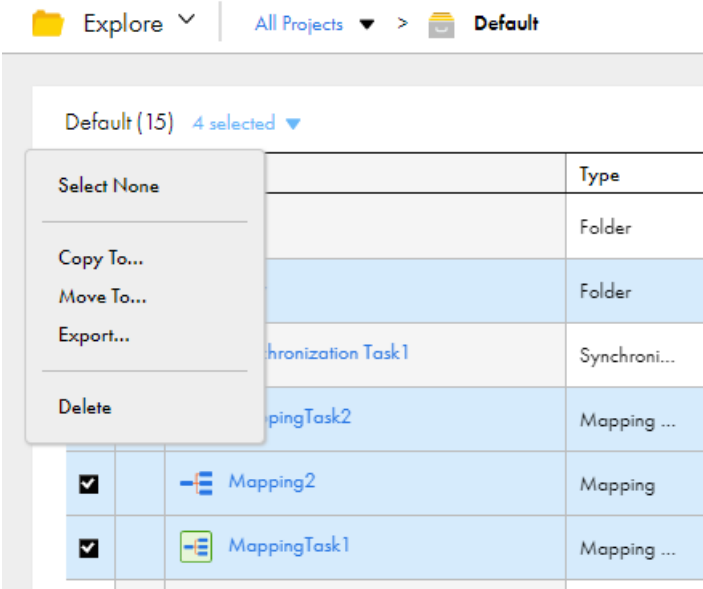 Explore All Projects > Default
Default (15) 4 selected
Type
Select None
Folder
Copy To...
Move To...
Folder
Export...
hronization Task1 Synchroni...
Delete
pingTask2 Mapping ...
Mapping2 Mapping
MappingTask1 Mapping ...